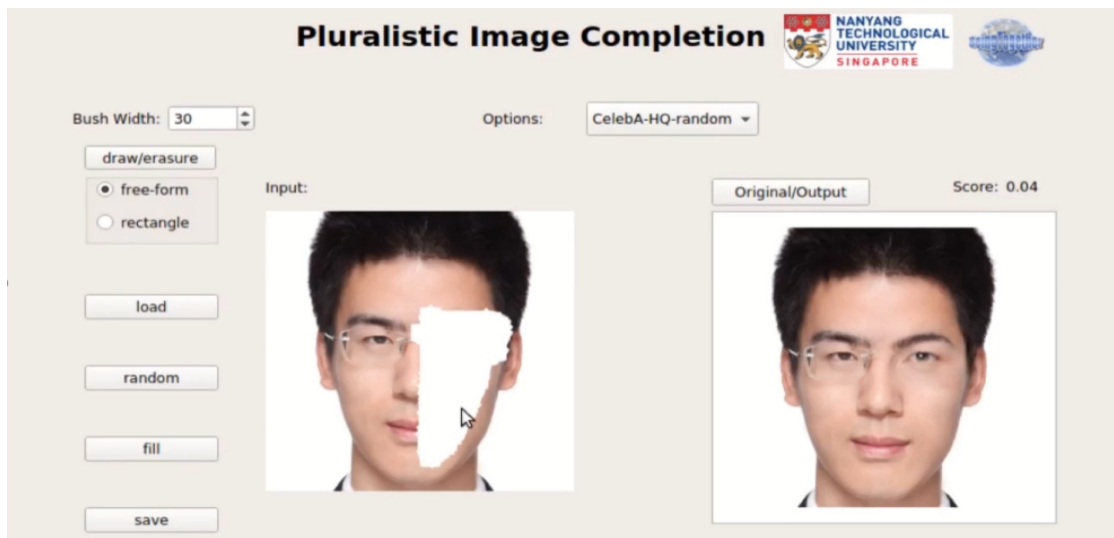 Pluralistic Image Completion
NANYANG
TECHNOLOGICAL
UNIVERSITY
SINGAPORE
BeingTogether
Bush Width: 30
Options: CelebA-HQ-random
draw/erasure
free-form
rectangle
Input:
Original/Output
Score: 0.04
load
random
fill
save